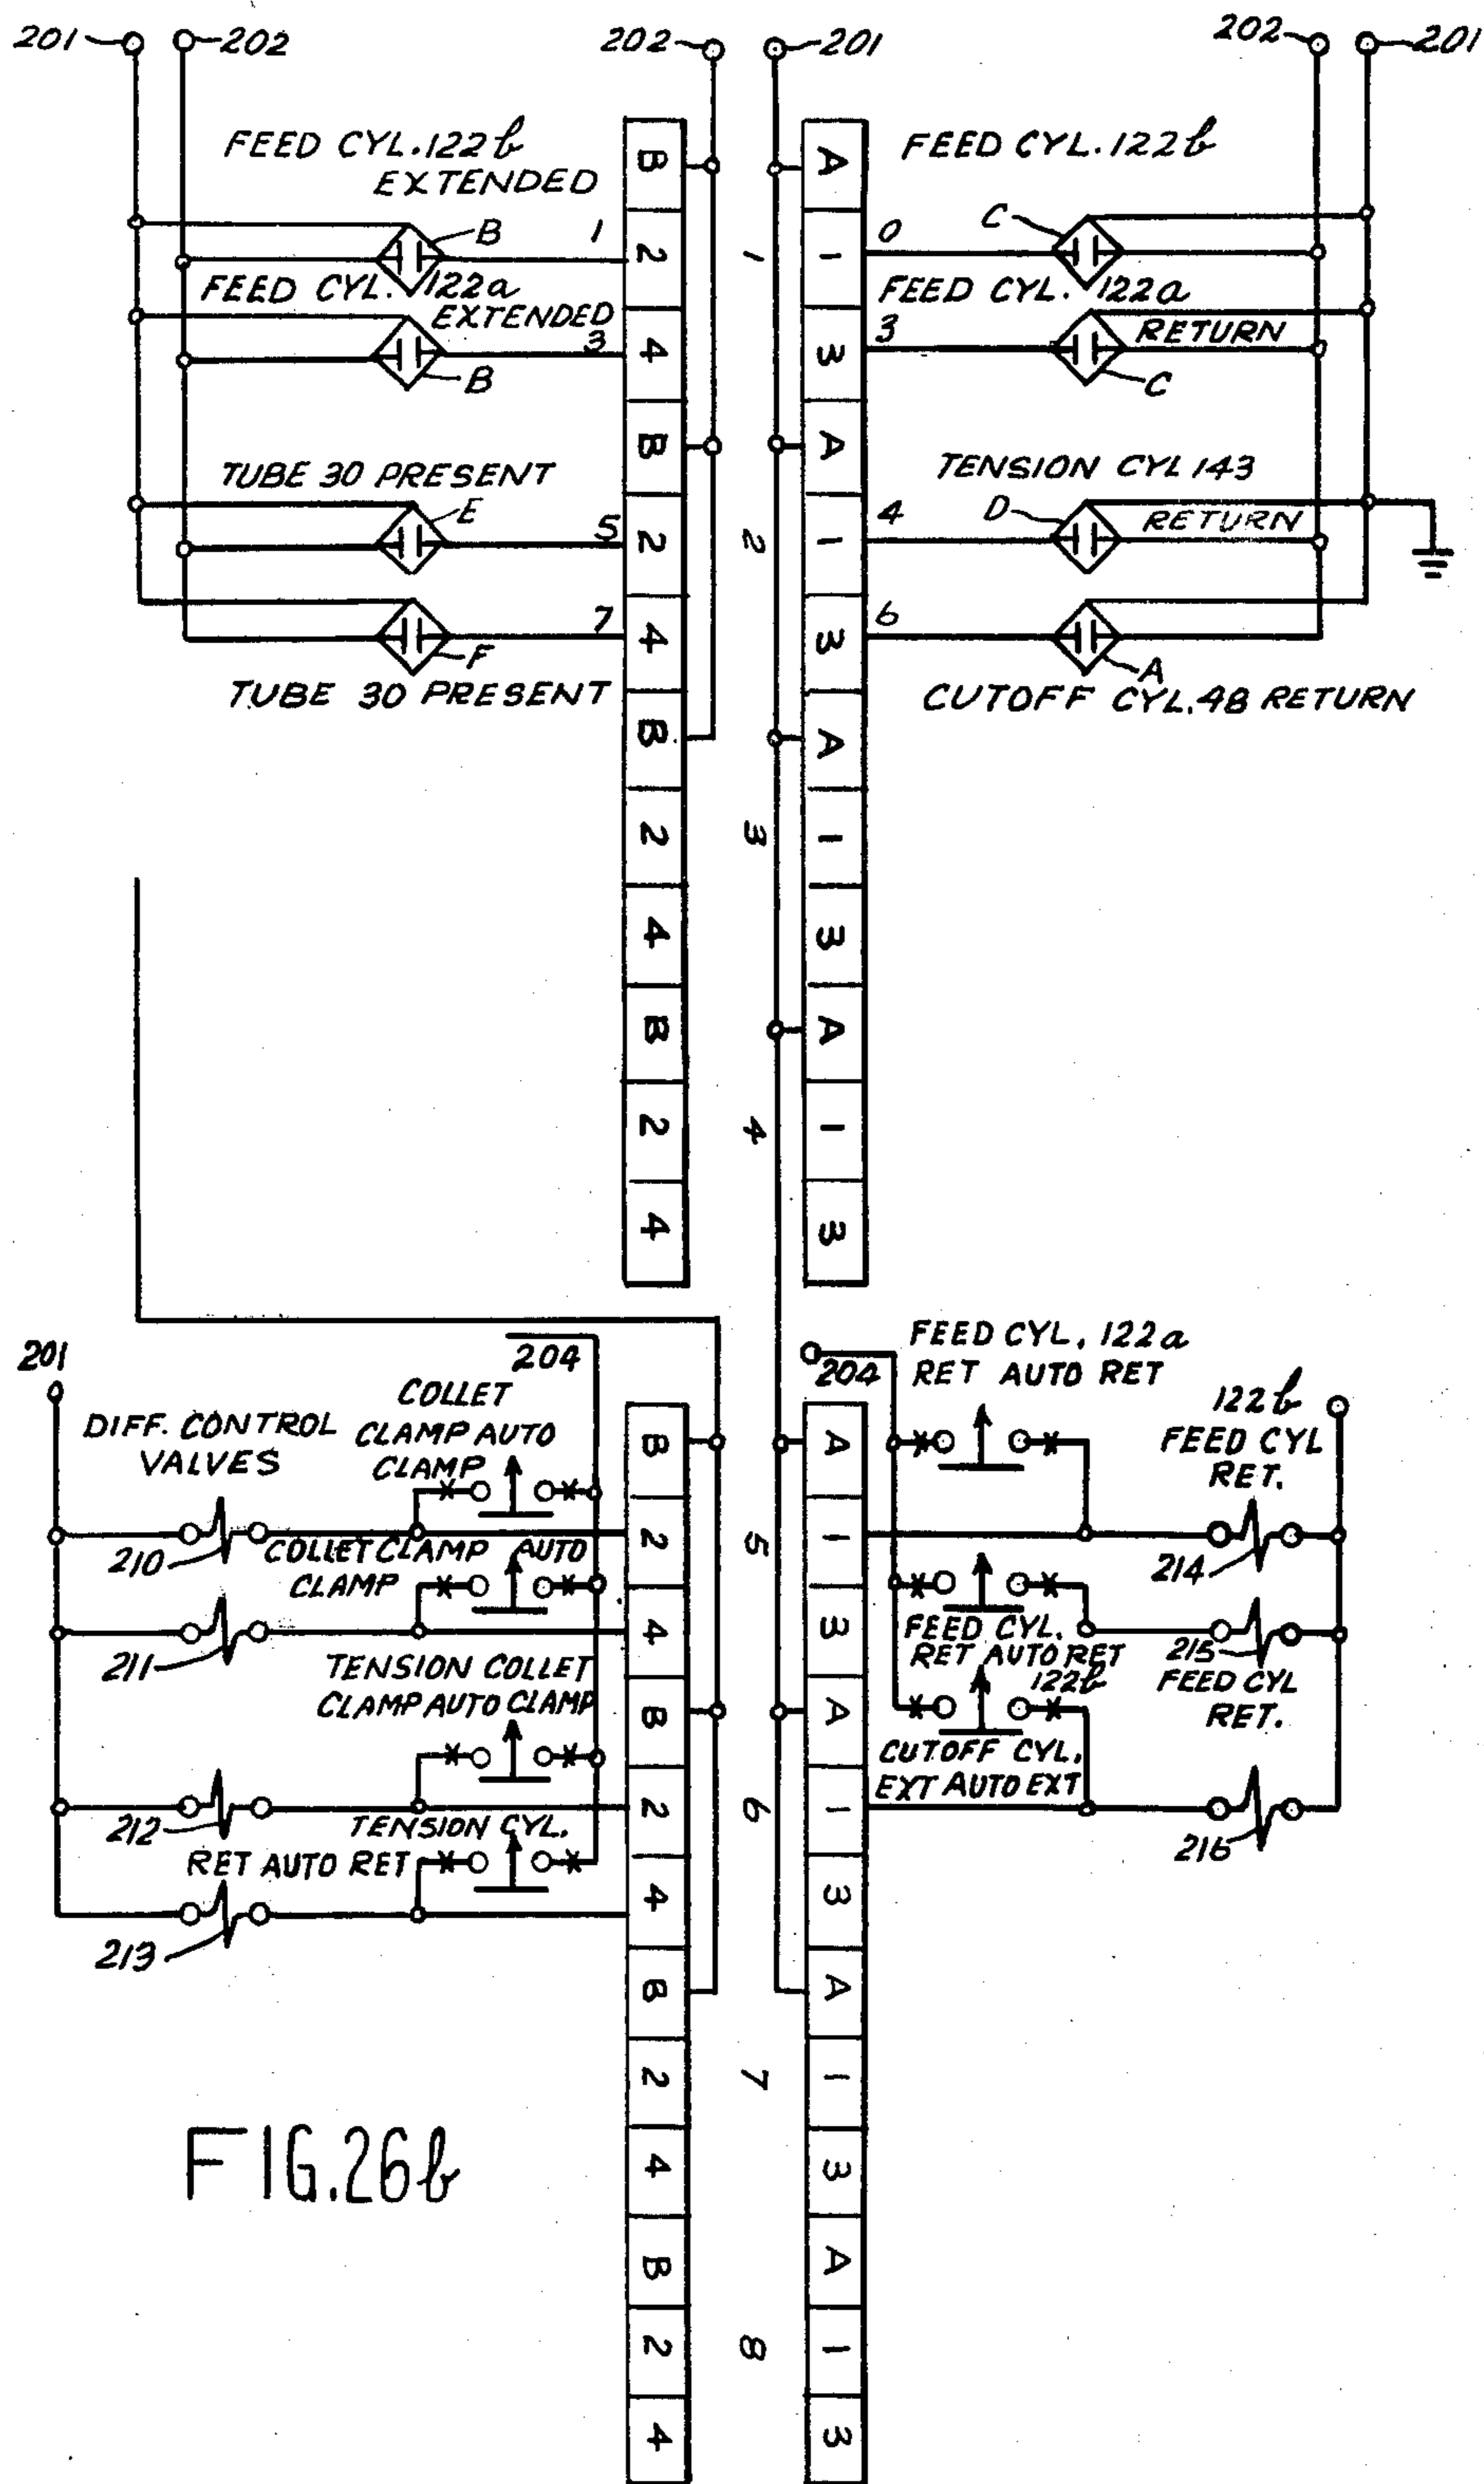 201 202 202 201 202 201
FEED CYL. 122b
EXTENDED
B 1
FEED CYL. 122a
EXTENDED
B 3
TUBE 30 PRESENT
E 5
F 7
TUBE 30 PRESENT
B
2
4
B
2
4
B
2
4
B
2
4
1
2
3
4
A
1
3
A
1
3
A
1
3
A
1
3
FEED CYL. 122b
0 C
FEED CYL. 122a
3 RETURN
C
TENSION CYL 143
4 D RETURN
6 A
CUTOFF CYL. 48 RETURN
201
204
DIFF. CONTROL
VALVES
COLLET
CLAMP AUTO
CLAMP
210
COLLET CLAMP AUTO
CLAMP
211
TENSION COLLET
CLAMP AUTO CLAMP
212
TENSION CYL.
RET AUTO RET
213
B
2
4
B
2
4
B
2
4
B
2
4
5
6
7
8
A
1
3
A
1
3
A
1
3
A
1
3
204
FEED CYL. 122a
RET AUTO RET
122b
FEED CYL
RET.
214
FEED CYL.
RET AUTO RET
122b
215
FEED CYL
RET.
CUTOFF CYL.
EXT AUTO EXT
216
FIG. 26b